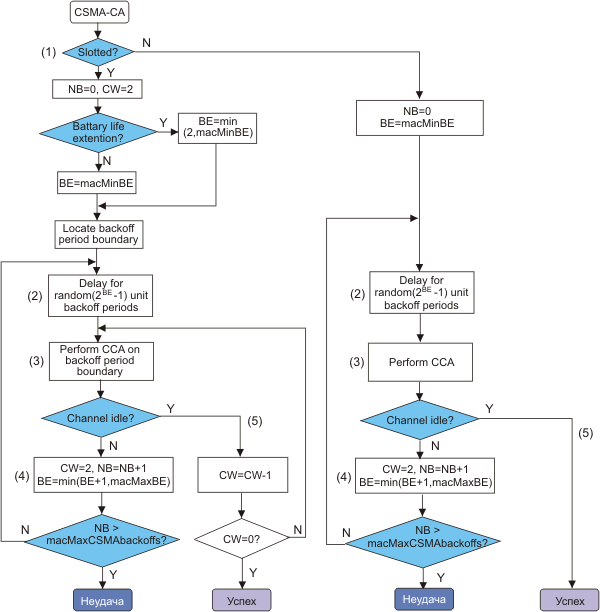 CSMA-CA
(1)
Slotted?
N
Y
NB=0, CW=2
Battary life
extention?
Y
BE=min
(2,macMinBE)
N
BE=macMinBE
Locate backoff
period boundary
(2)
Delay for
random(2^BE -1) unit
backoff periods
(3)
Perform CCA on
backoff period
boundary
Channel idle?
Y
(5)
N
(4)
CW=2, NB=NB+1
BE=min(BE+1,macMaxBE)
CW=CW-1
N
NB >
macMaxCSMAbackoffs?
CW=0?
N
Y
Y
Неудача
Успех
NB=0
BE=macMinBE
(2)
Delay for
random(2^BE -1) unit
backoff periods
(3)
Perform CCA
Channel idle?
Y
(5)
N
(4)
CW=2, NB=NB+1
BE=min(BE+1,macMaxBE)
N
NB >
macMaxCSMAbackoffs?
Y
Неудача
Успех